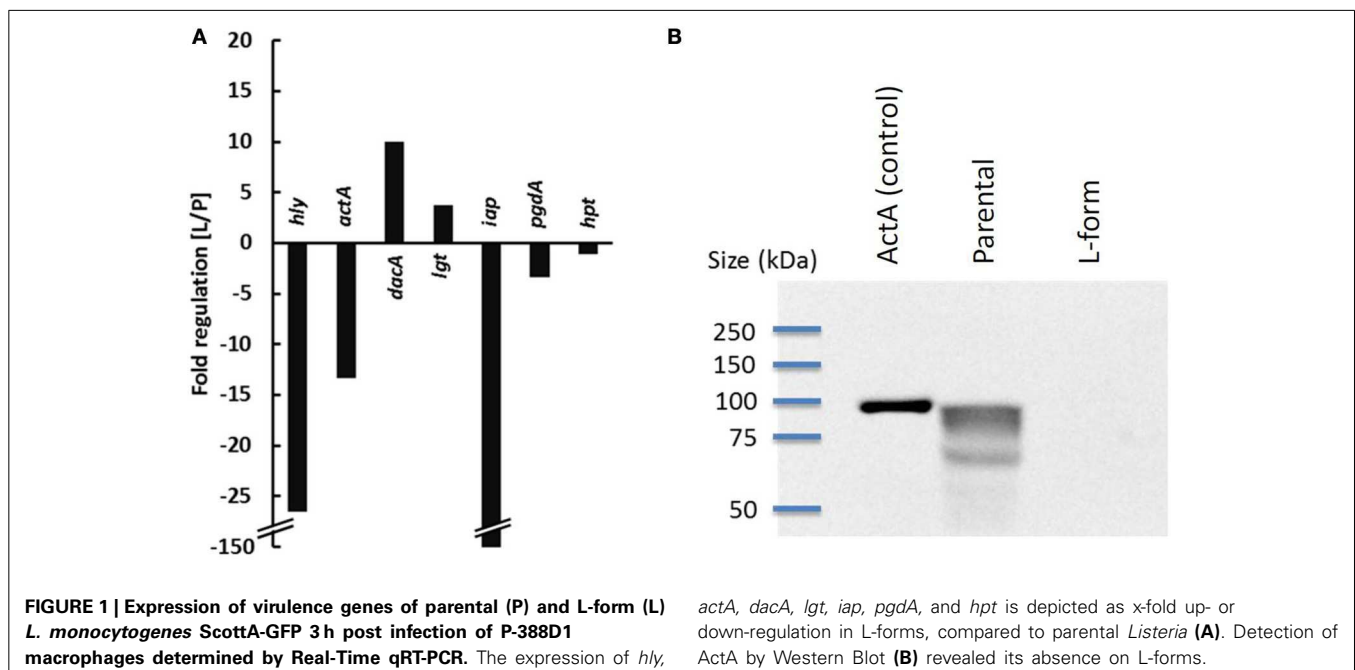 A
20
15
10
5
0
-5
-10
-15
-20
-25
-150
Fold regulation [L/P]
hly
actA
dacA
lgt
iap
pgdA
hpt
B
Size (kDa)
ActA (control)
Parental
L-form
250
150
100
75
50
FIGURE 1 | Expression of virulence genes of parental (P) and L-form (L)
L. monocytogenes ScottA-GFP 3 h post infection of P-388D1
macrophages determined by Real-Time qRT-PCR. The expression of hly,
actA, dacA, lgt, iap, pgdA, and hpt is depicted as x-fold up- or
down-regulation in L-forms, compared to parental Listeria (A). Detection of
ActA by Western Blot (B) revealed its absence on L-forms.